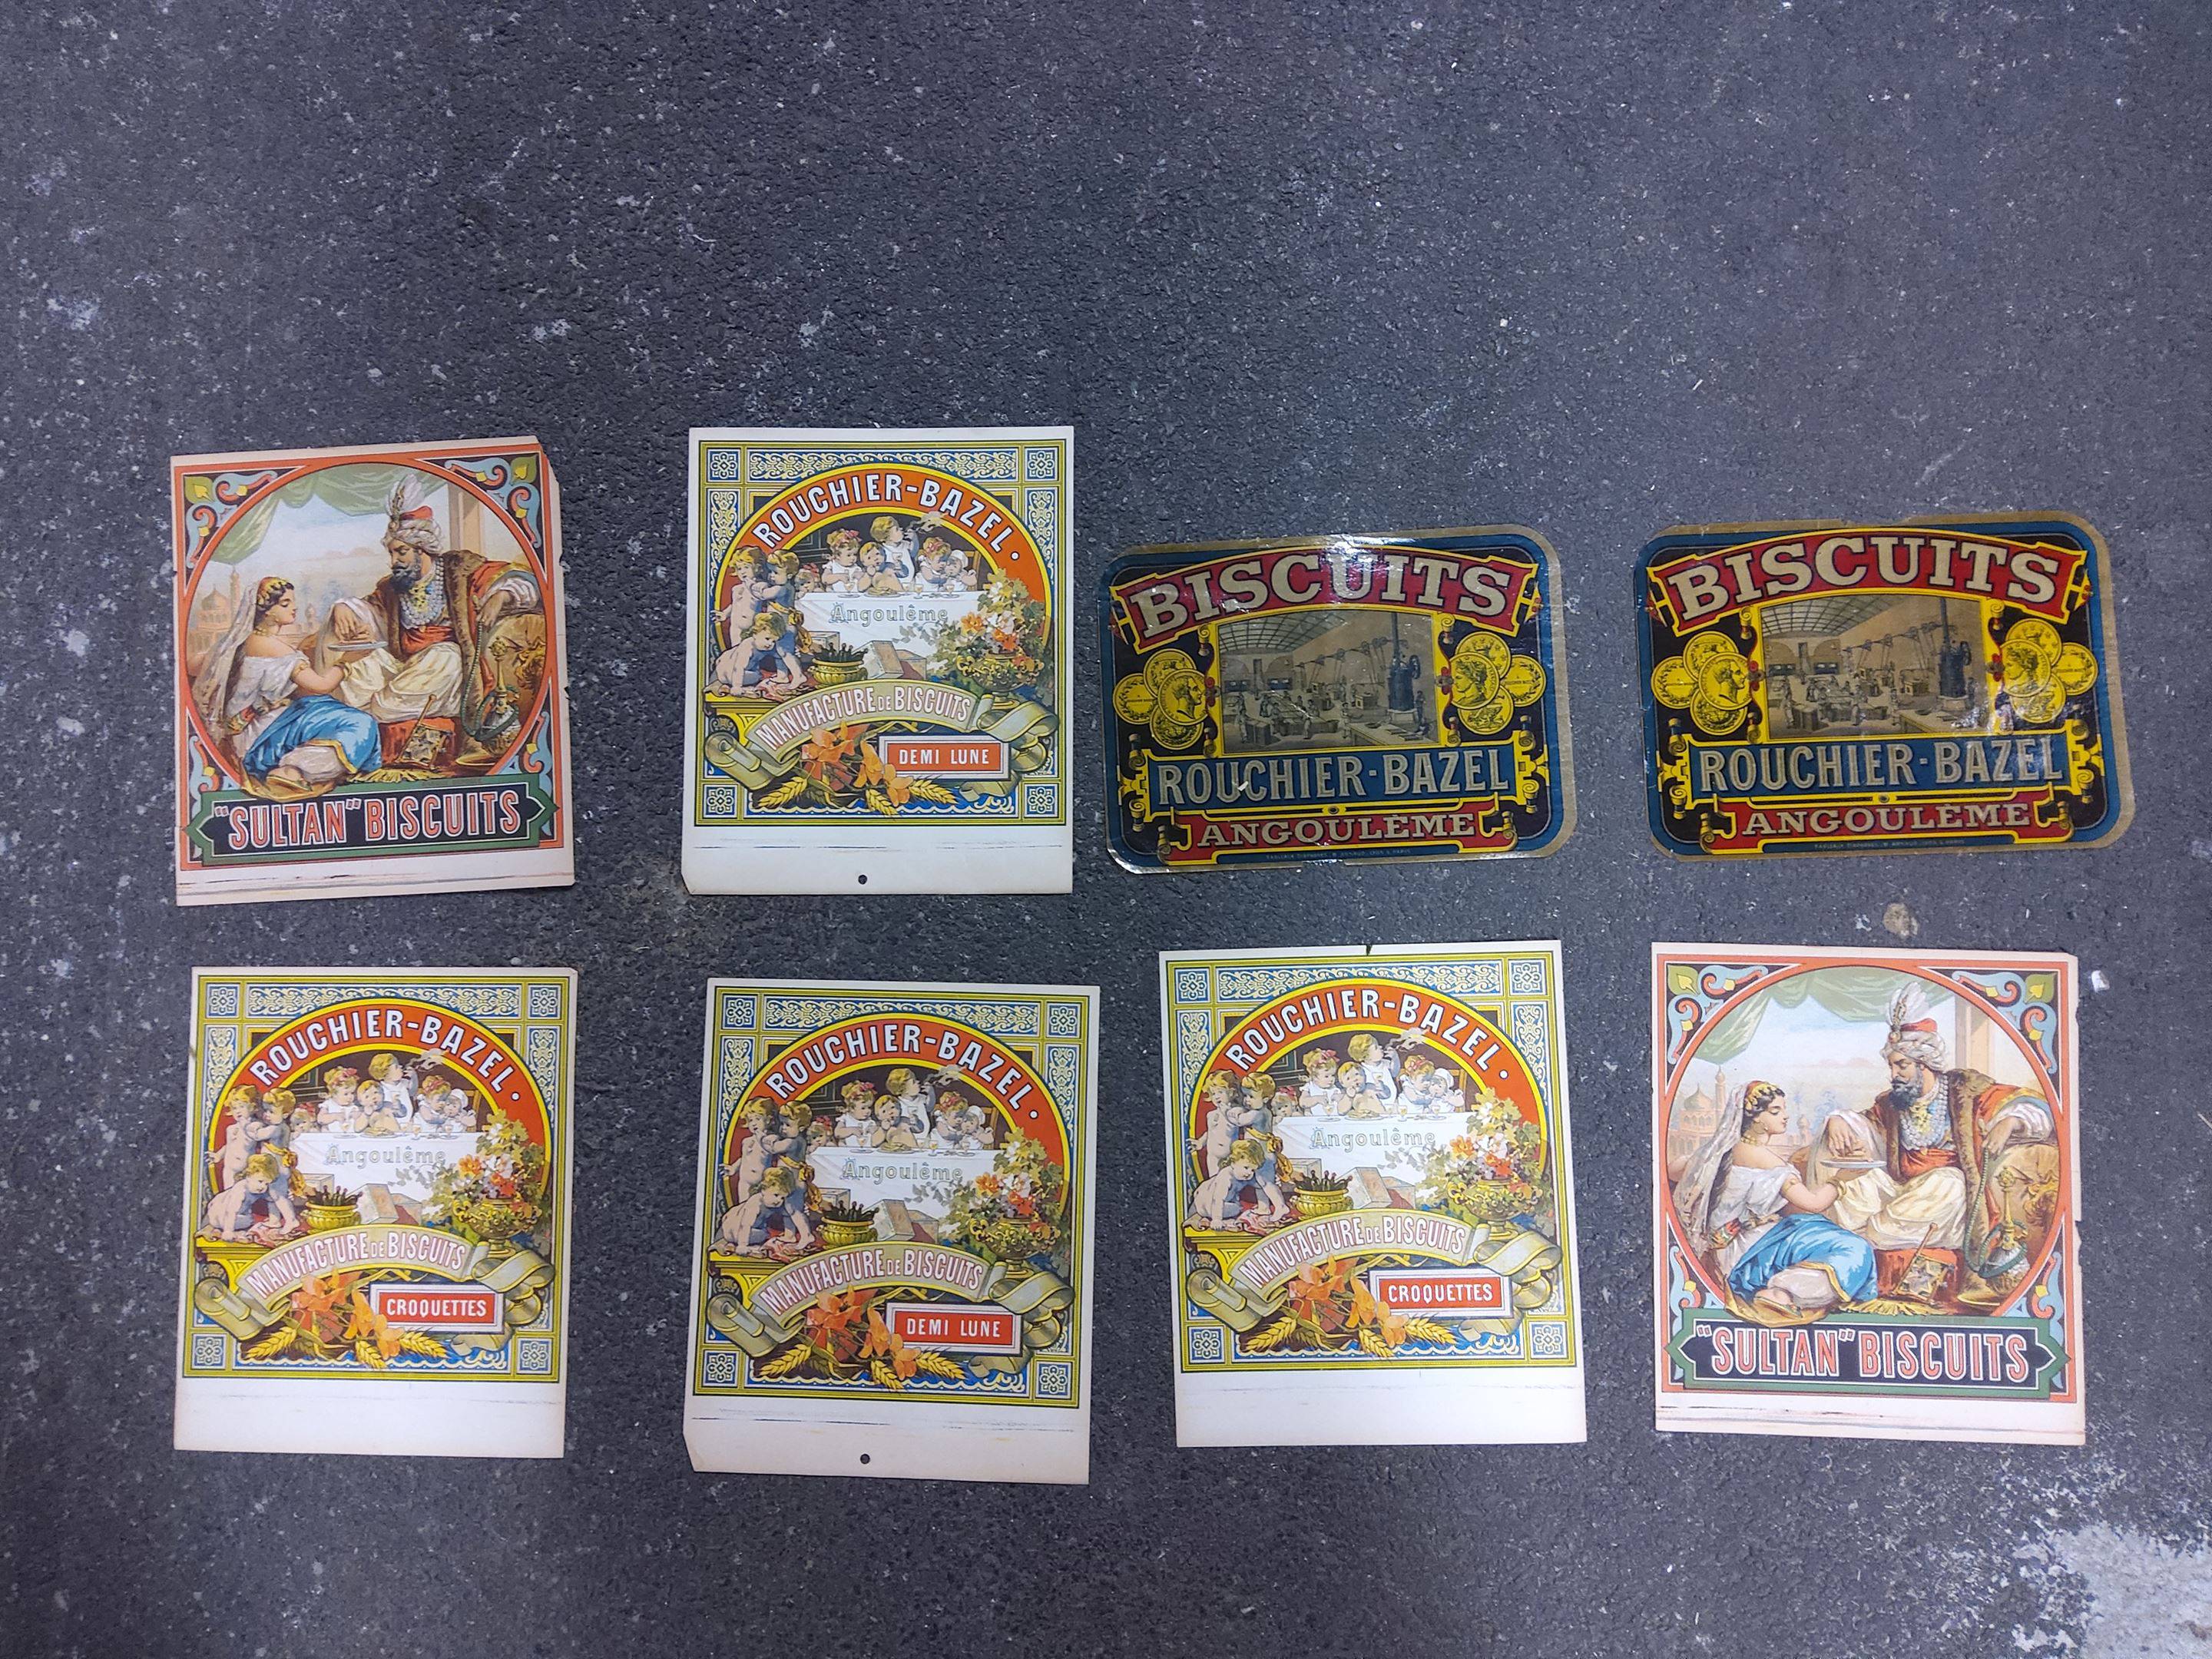 "SULTAN" BISCUITS
ROUCHIER-BAZEL.
Angoulême
MANUFACTURE DE BISCUITS
DEMI LUNE
BISCUITS
ROUCHIER-BAZEL
ANGOULÊME
BISCUITS
ROUCHIER-BAZEL
ANGOULÊME
ROUCHIER-BAZEL.
Angoulême
MANUFACTURE DE BISCUITS
CROQUETTES
ROUCHIER-BAZEL.
Angoulême
MANUFACTURE DE BISCUITS
DEMI LUNE
ROUCHIER-BAZEL.
Angoulême
MANUFACTURE DE BISCUITS
CROQUETTES
"SULTAN" BISCUITS